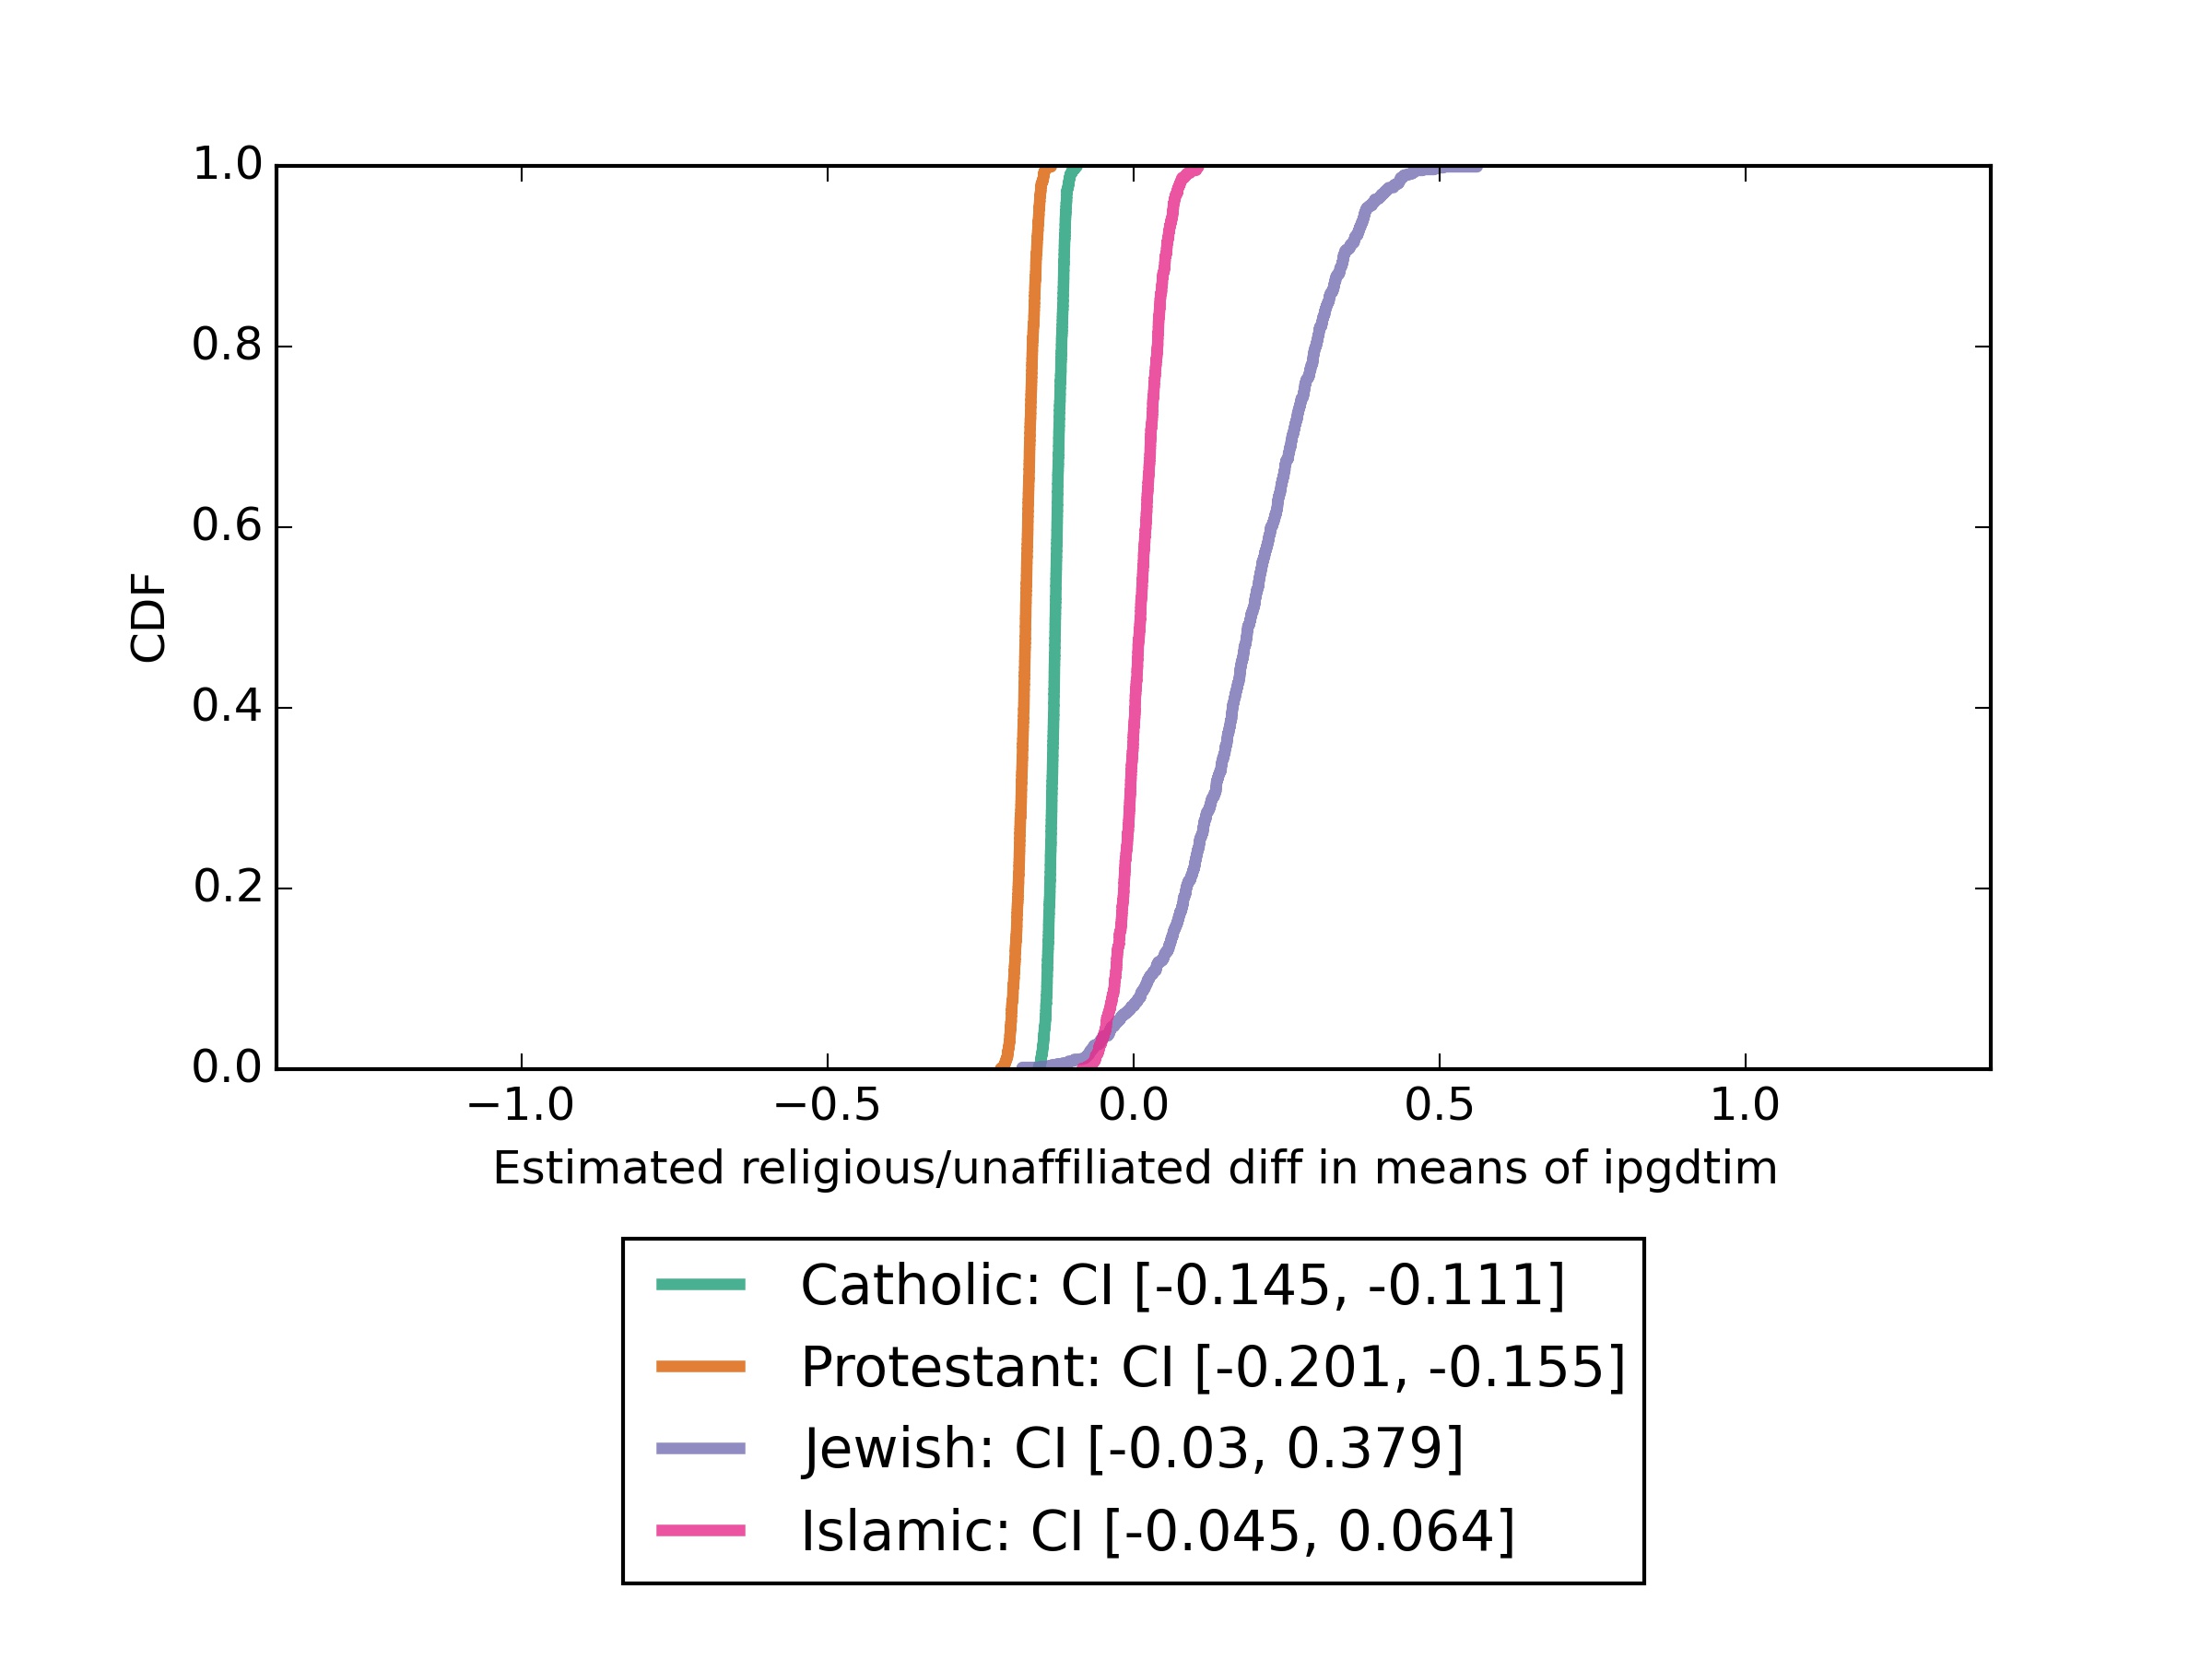 1.0
0.8
0.6
0.4
0.2
0.0
CDF
−1.0 −0.5 0.0 0.5 1.0
Estimated religious/unaffiliated diff in means of ipgdtim
Catholic: CI [-0.145, -0.111]
Protestant: CI [-0.201, -0.155]
Jewish: CI [-0.03, 0.379]
Islamic: CI [-0.045, 0.064]